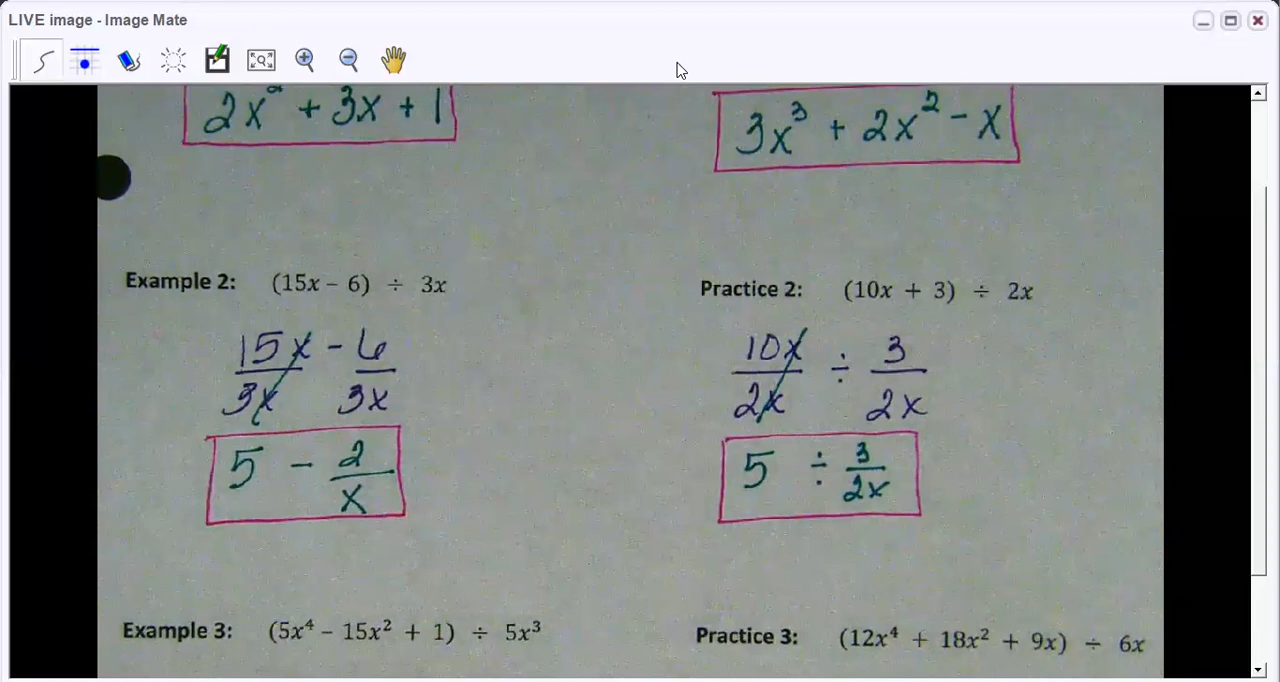 LIVE image - Image Mate
2x² + 3x + 1
3x³ + 2x² - x
Example 2: (15x − 6) ÷ 3x
Practice 2: (10x + 3) ÷ 2x
15x/3x - 6/3x
10x/2x ÷ 3/2x
5 - 2/x
5 ÷ 3/2x
Example 3: (5x⁴ − 15x² + 1) ÷ 5x³
Practice 3: (12x⁴ + 18x² + 9x) ÷ 6x